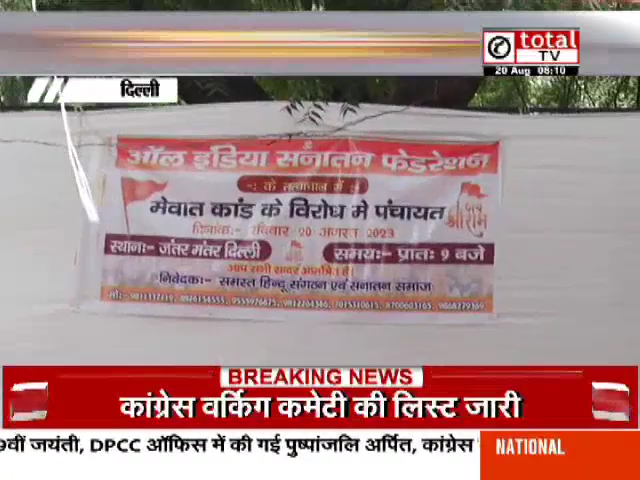 total
TV
20 Aug 08:10
दिल्ली
ॐ
ऑल इंडिया सनातन फेडरेशन
-: के तत्वाधान में :-
मेवात कांड के विरोध मे पंचायत
जय श्री राम
दिनांक:- रविवार 20 अगस्त 2023
स्थान:- जंतर मंतर दिल्ली समय:- प्रातः 9 बजे
आप सभी सादर आमंत्रित हैं।
निवेदक:- समस्त हिन्दू संगठन एवं सनातन समाज
BREAKING NEWS
कांग्रेस वर्किंग कमेटी की लिस्ट जारी
9वीं जयंती, DPCC ऑफिस में की गई पुष्पांजलि अर्पित, कांग्रेस
NATIONAL